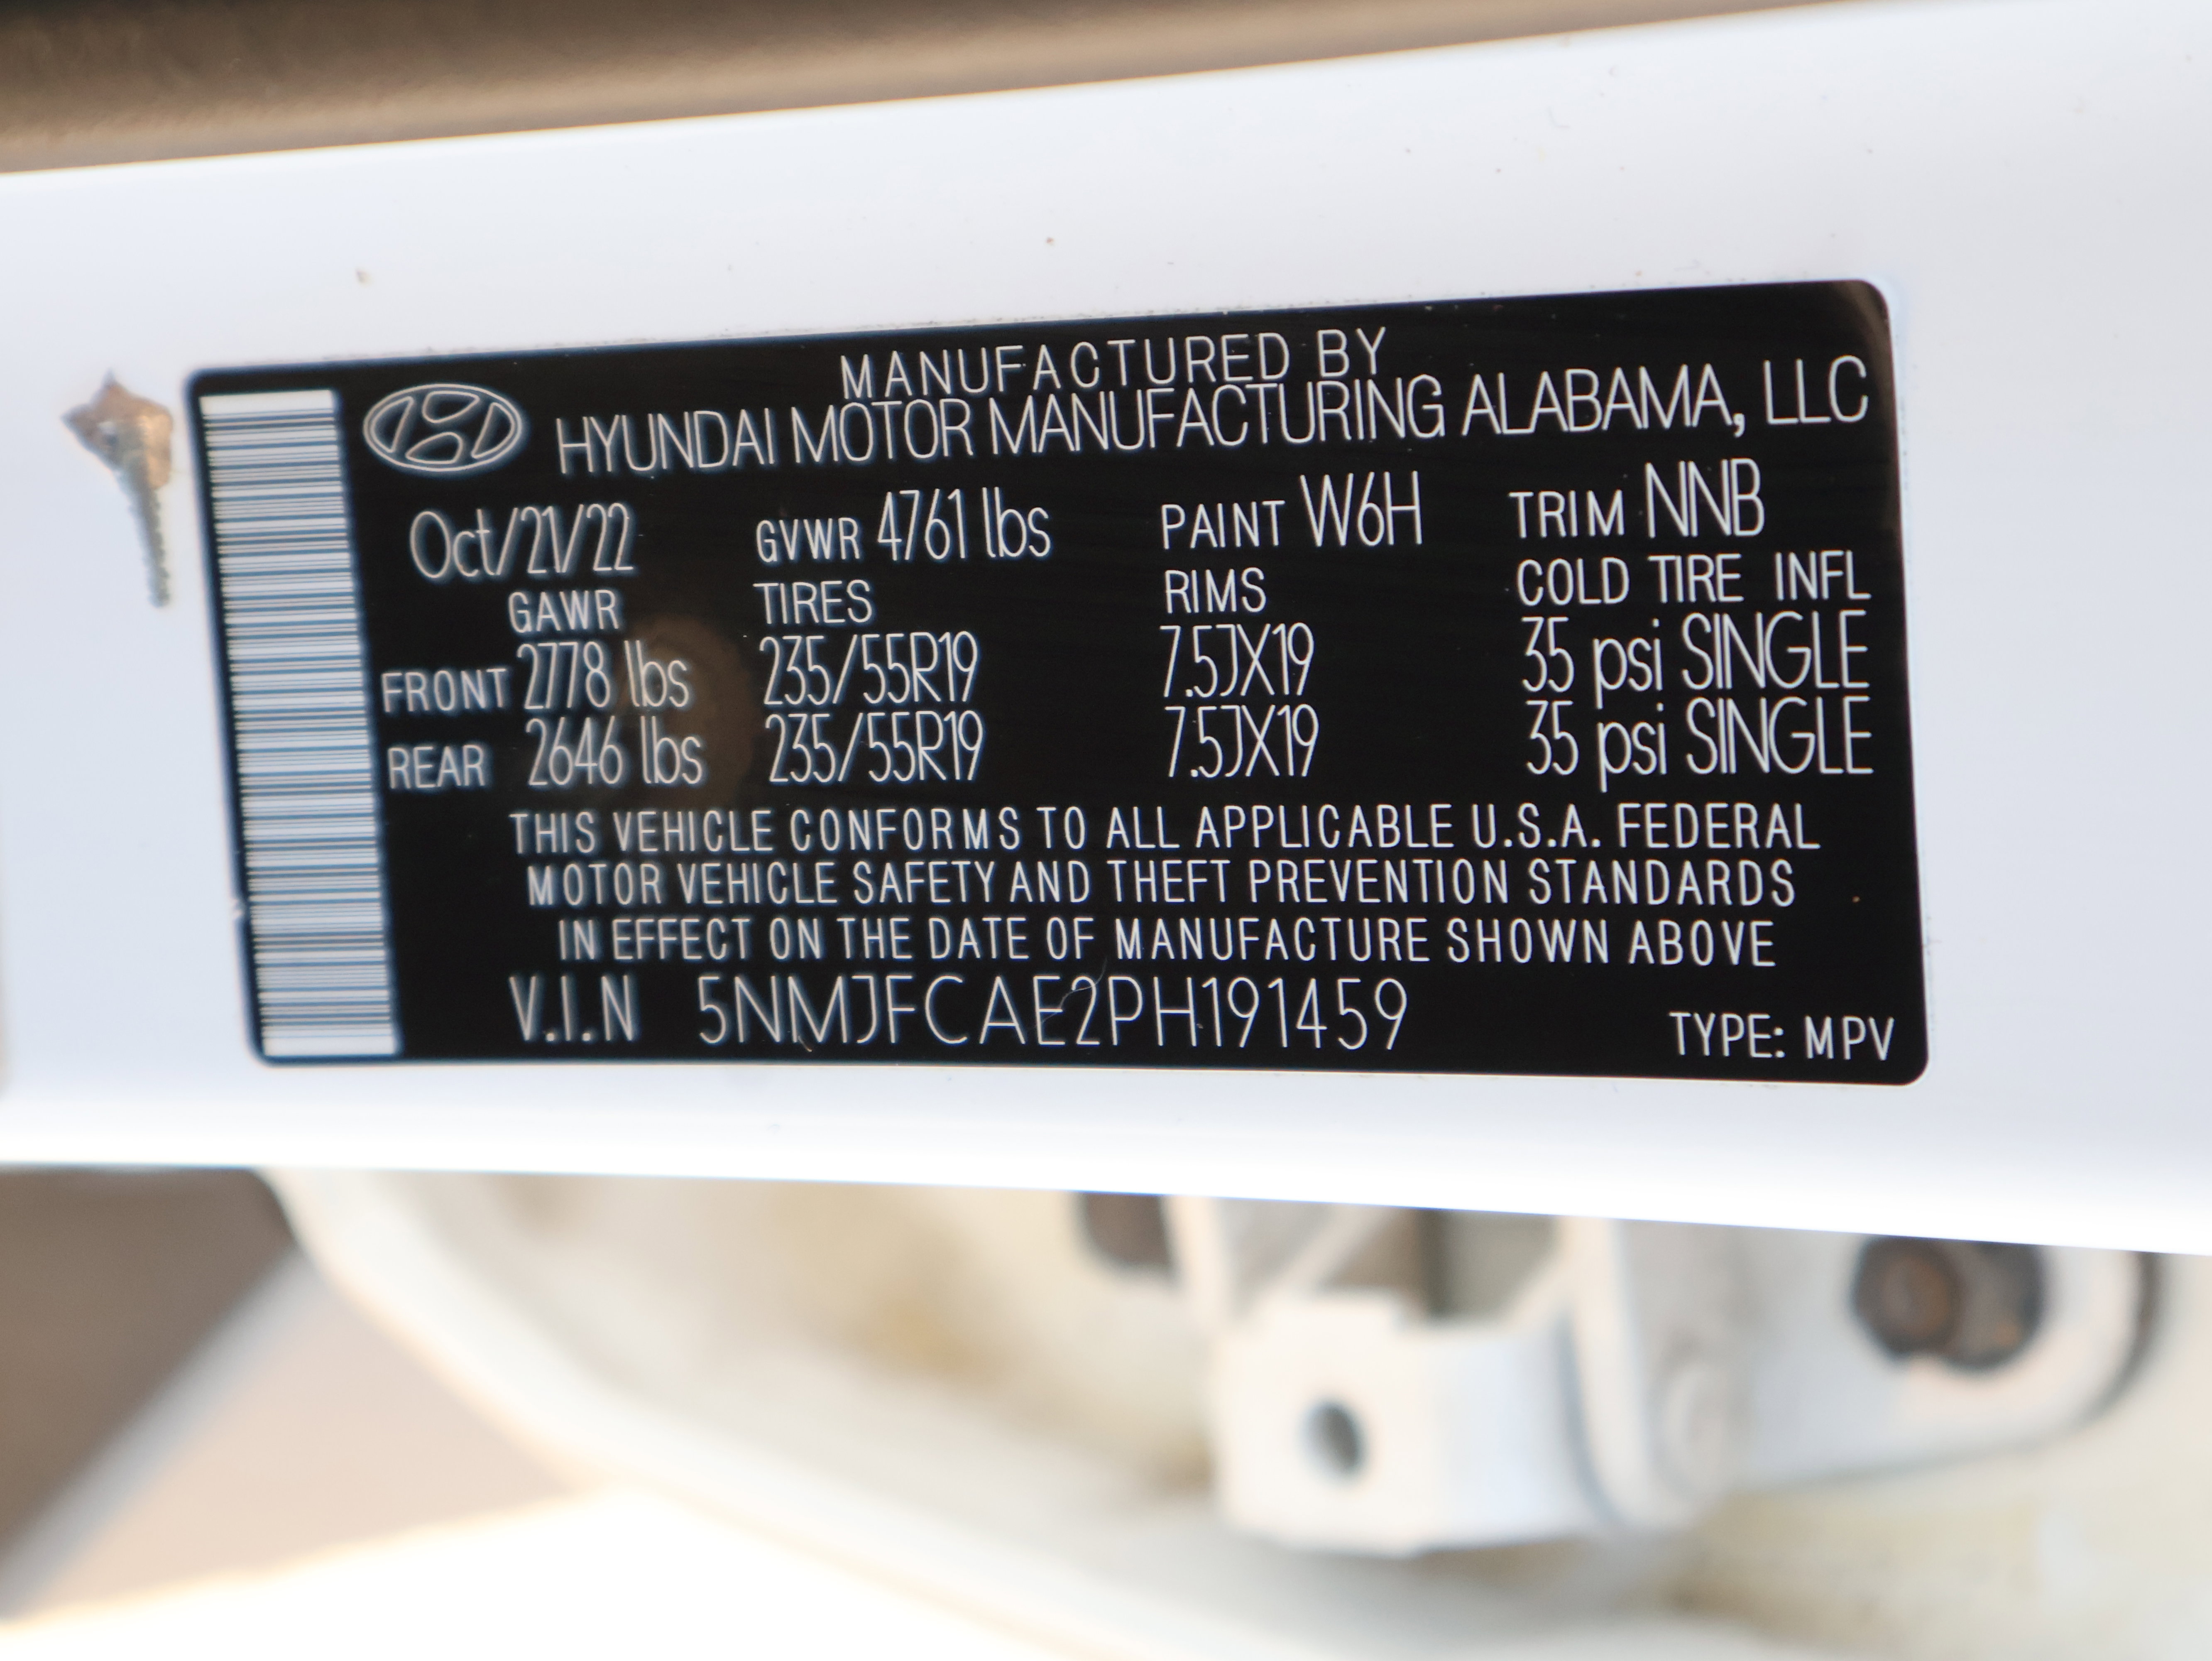 MANUFACTURED BY
HYUNDAI MOTOR MANUFACTURING ALABAMA, LLC
Oct/21/22 GVWR 4761 lbs PAINT W6H TRIM NNB
GAWR TIRES RIMS COLD TIRE INFL
FRONT 2778 lbs 235/55R19 7.5JX19 35 psi SINGLE
REAR 2646 lbs 235/55R19 7.5JX19 35 psi SINGLE
THIS VEHICLE CONFORMS TO ALL APPLICABLE U.S.A. FEDERAL
MOTOR VEHICLE SAFETY AND THEFT PREVENTION STANDARDS
IN EFFECT ON THE DATE OF MANUFACTURE SHOWN ABOVE
V.I.N 5NMJFCAE2PH191459 TYPE: MPV